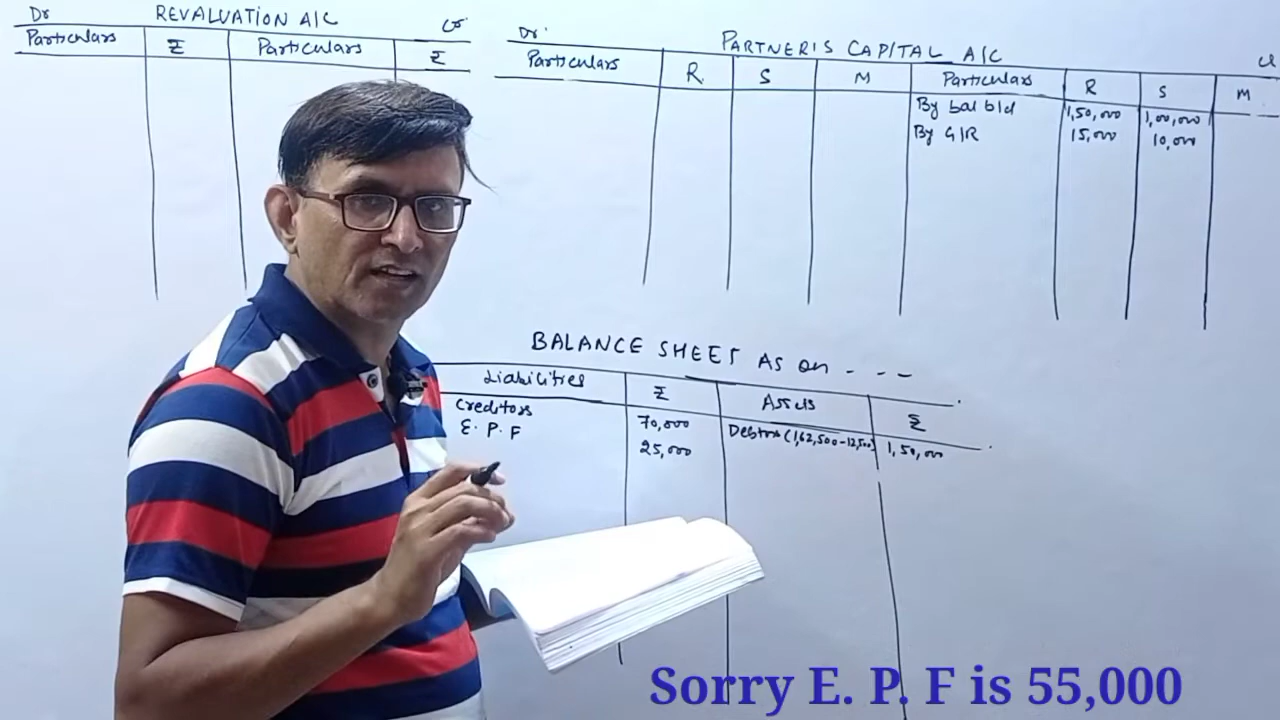 Dr REVALUATION A/C Cr
Particulars ₹ Particulars ₹
Dr. PARTNER'S CAPITAL A/C Cr
Particulars R S M Particulars R S M
By bal b/d 1,50,000 1,00,000
By G/R 15,000 10,000
BALANCE SHEET AS on - - -
Liabilities ₹ Assets ₹
Creditors 70,000 Debtors (1,62,500-12,500) 1,50,000
E. P. F 25,000
Sorry E. P. F is 55,000